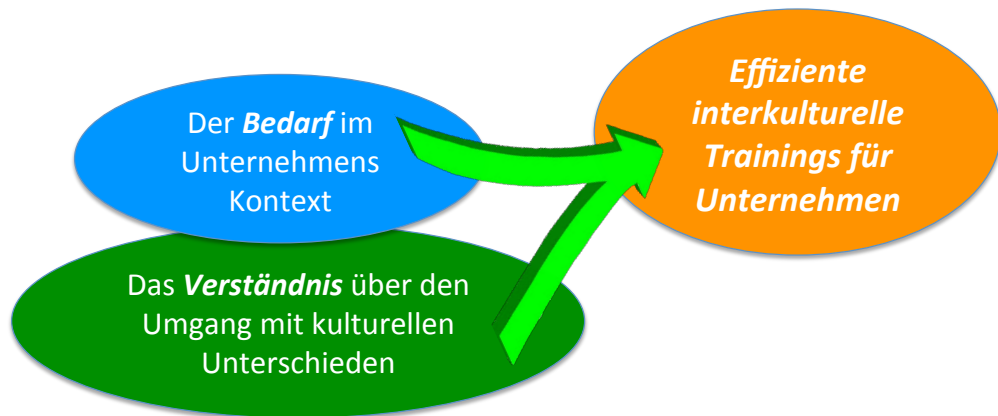 Der Bedarf im
Unternehmens
Kontext
Das Verständnis über den
Umgang mit kulturellen
Unterschieden
Effiziente
interkulturelle
Trainings für
Unternehmen